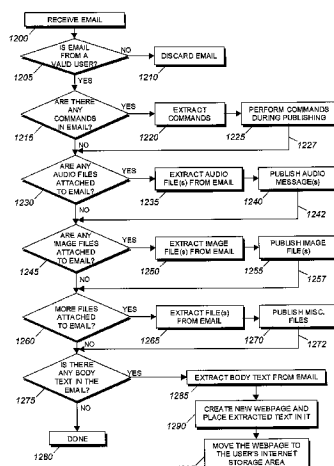 RECEIVE EMAIL
1200
IS EMAIL
FROM A
VALID USER?
NO
DISCARD EMAIL
1205
1210
YES
ARE THERE
ANY
COMMANDS
IN EMAIL?
YES
EXTRACT
COMMANDS
PERFORM COMMANDS
DURING PUBLISHING
1215
1220
1225
1227
NO
ARE ANY
AUDIO FILES
ATTACHED
TO EMAIL?
YES
EXTRACT AUDIO
FILE(s) FROM EMAIL
PUBLISH AUDIO
MESSAGE(s)
1230
1235
1240
1242
NO
ARE ANY
IMAGE FILES
ATTACHED
TO EMAIL?
YES
EXTRACT IMAGE
FILE(s) FROM EMAIL
PUBLISH IMAGE
FILE(s)
1245
1250
1255
1257
NO
MORE FILES
ATTACHED
TO EMAIL?
YES
EXTRACT FILE(s)
FROM EMAIL
PUBLISH MISC.
FILES
1260
1265
1270
1272
NO
IS THERE
ANY BODY
TEXT IN THE
EMAIL?
YES
EXTRACT BODY TEXT FROM EMAIL
1275
1285
NO
CREATE NEW WEBPAGE AND
PLACE EXTRACTED TEXT IN IT
1290
DONE
1280
MOVE THE WEBPAGE TO
THE USER'S INTERNET
STORAGE AREA